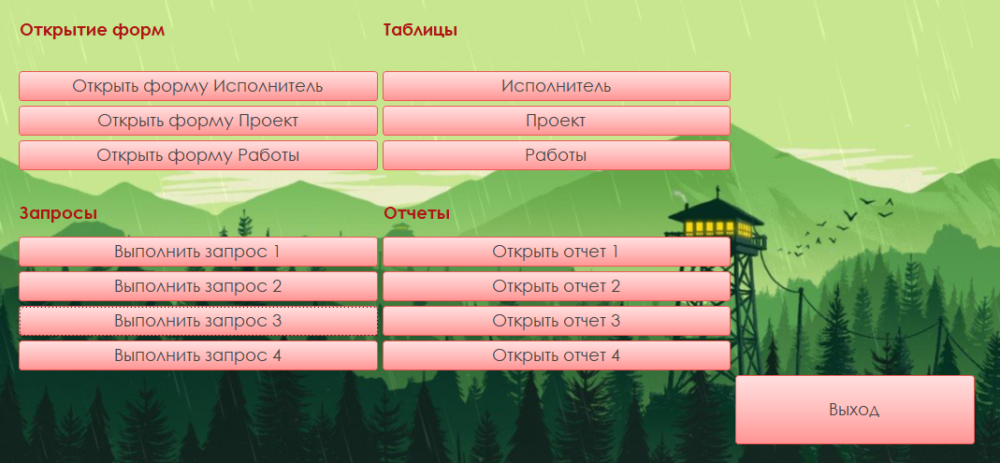 Открытие форм
Таблицы
Открыть форму Исполнитель
Исполнитель
Открыть форму Проект
Проект
Открыть форму Работы
Работы
Запросы
Отчеты
Выполнить запрос 1
Открыть отчет 1
Выполнить запрос 2
Открыть отчет 2
Выполнить запрос 3
Открыть отчет 3
Выполнить запрос 4
Открыть отчет 4
Выход